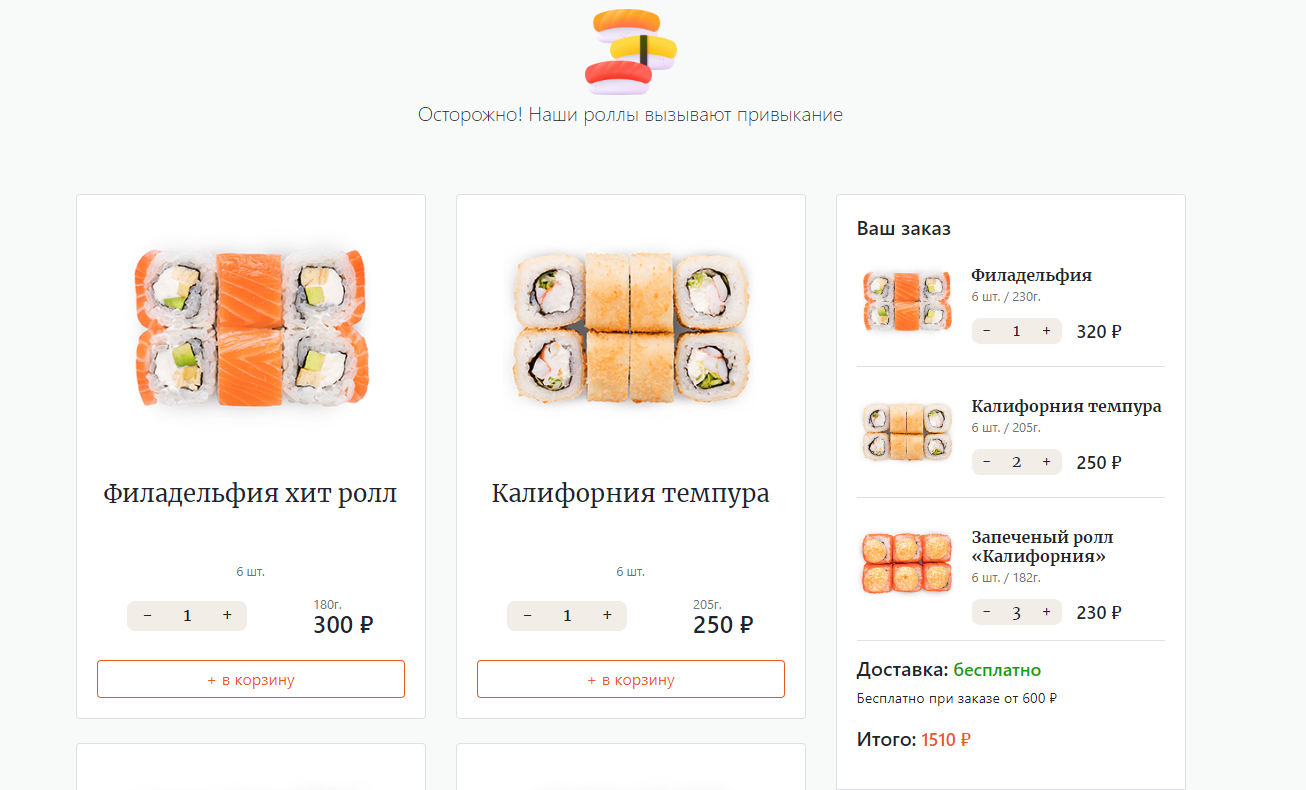 Осторожно! Наши роллы вызывают привыкание
Филадельфия хит ролл
6 шт.
− 1 +
180г.
300 ₽
+ в корзину
Калифорния темпура
6 шт.
− 1 +
205г.
250 ₽
+ в корзину
Ваш заказ
Филадельфия
6 шт. / 230г.
− 1 + 320 ₽
Калифорния темпура
6 шт. / 205г.
− 2 + 250 ₽
Запеченый ролл
«Калифорния»
6 шт. / 182г.
− 3 + 230 ₽
Доставка: бесплатно
Бесплатно при заказе от 600 ₽
Итого: 1510 ₽